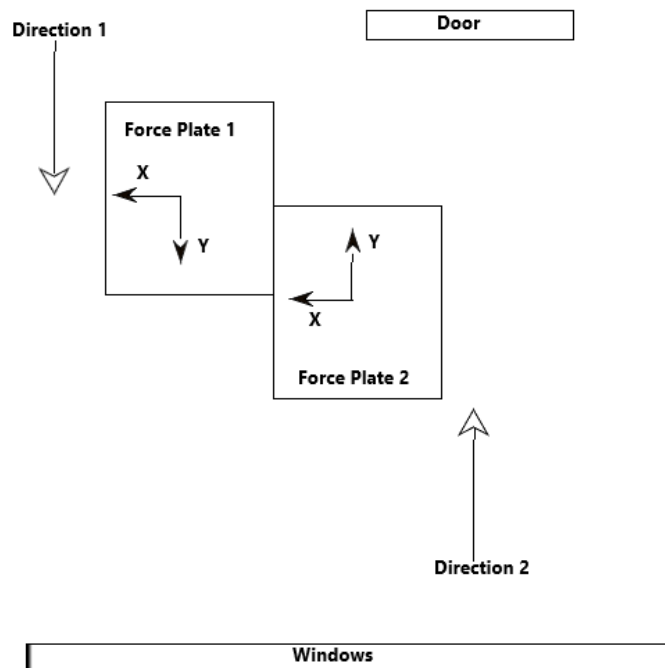 Direction 1
Door
Force Plate 1
X
Y
Y
X
Force Plate 2
Direction 2
Windows